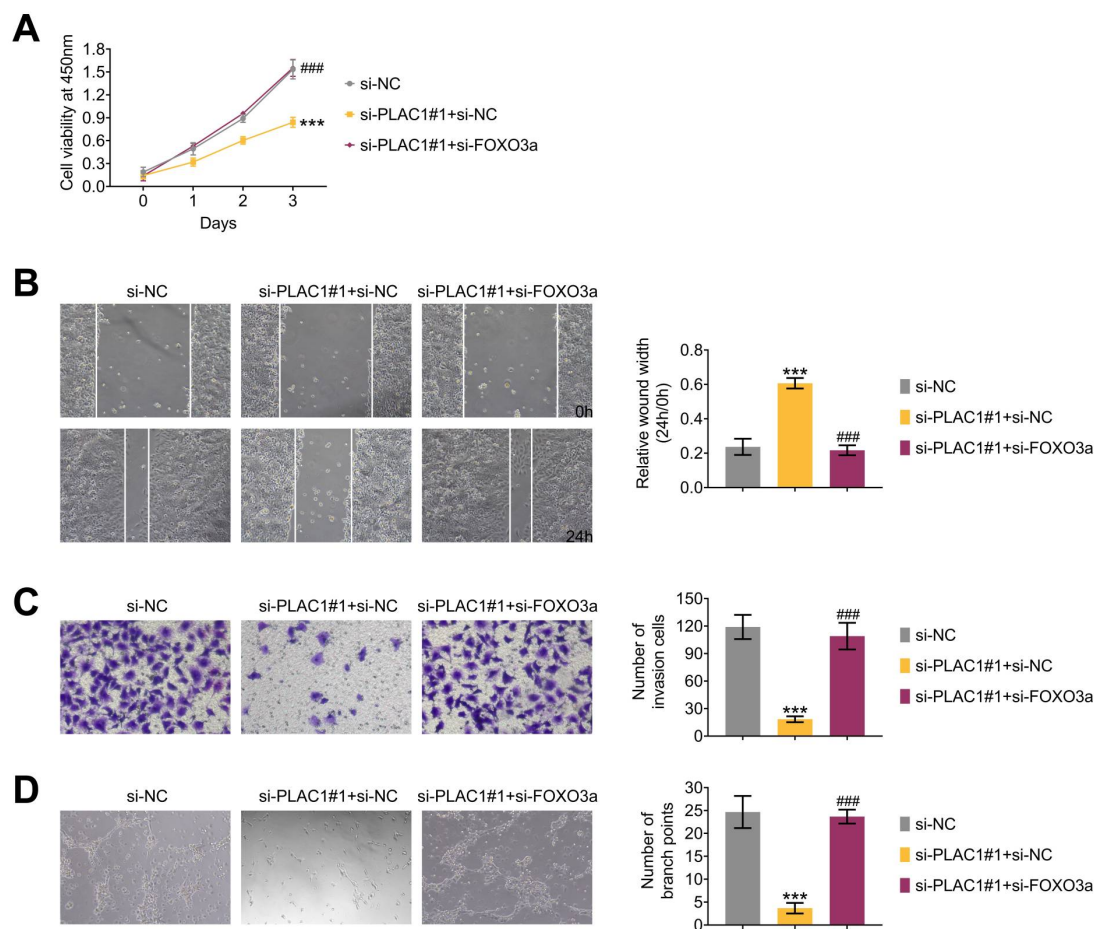 A
Cell viability at 450nm
1.8
1.5
1.2
0.9
0.6
0.3
0.0
0 1 2 3
Days
###
***
si-NC
si-PLAC1#1+si-NC
si-PLAC1#1+si-FOXO3a
B
si-NC si-PLAC1#1+si-NC si-PLAC1#1+si-FOXO3a
0h
24h
Relative wound width
(24h/0h)
0.8
0.6
0.4
0.2
0.0
***
###
si-NC
si-PLAC1#1+si-NC
si-PLAC1#1+si-FOXO3a
C
si-NC si-PLAC1#1+si-NC si-PLAC1#1+si-FOXO3a
Number of
invasion cells
150
120
90
60
30
0
***
###
si-NC
si-PLAC1#1+si-NC
si-PLAC1#1+si-FOXO3a
D
si-NC si-PLAC1#1+si-NC si-PLAC1#1+si-FOXO3a
Number of
branch points
30
25
20
15
10
5
0
***
###
si-NC
si-PLAC1#1+si-NC
si-PLAC1#1+si-FOXO3a